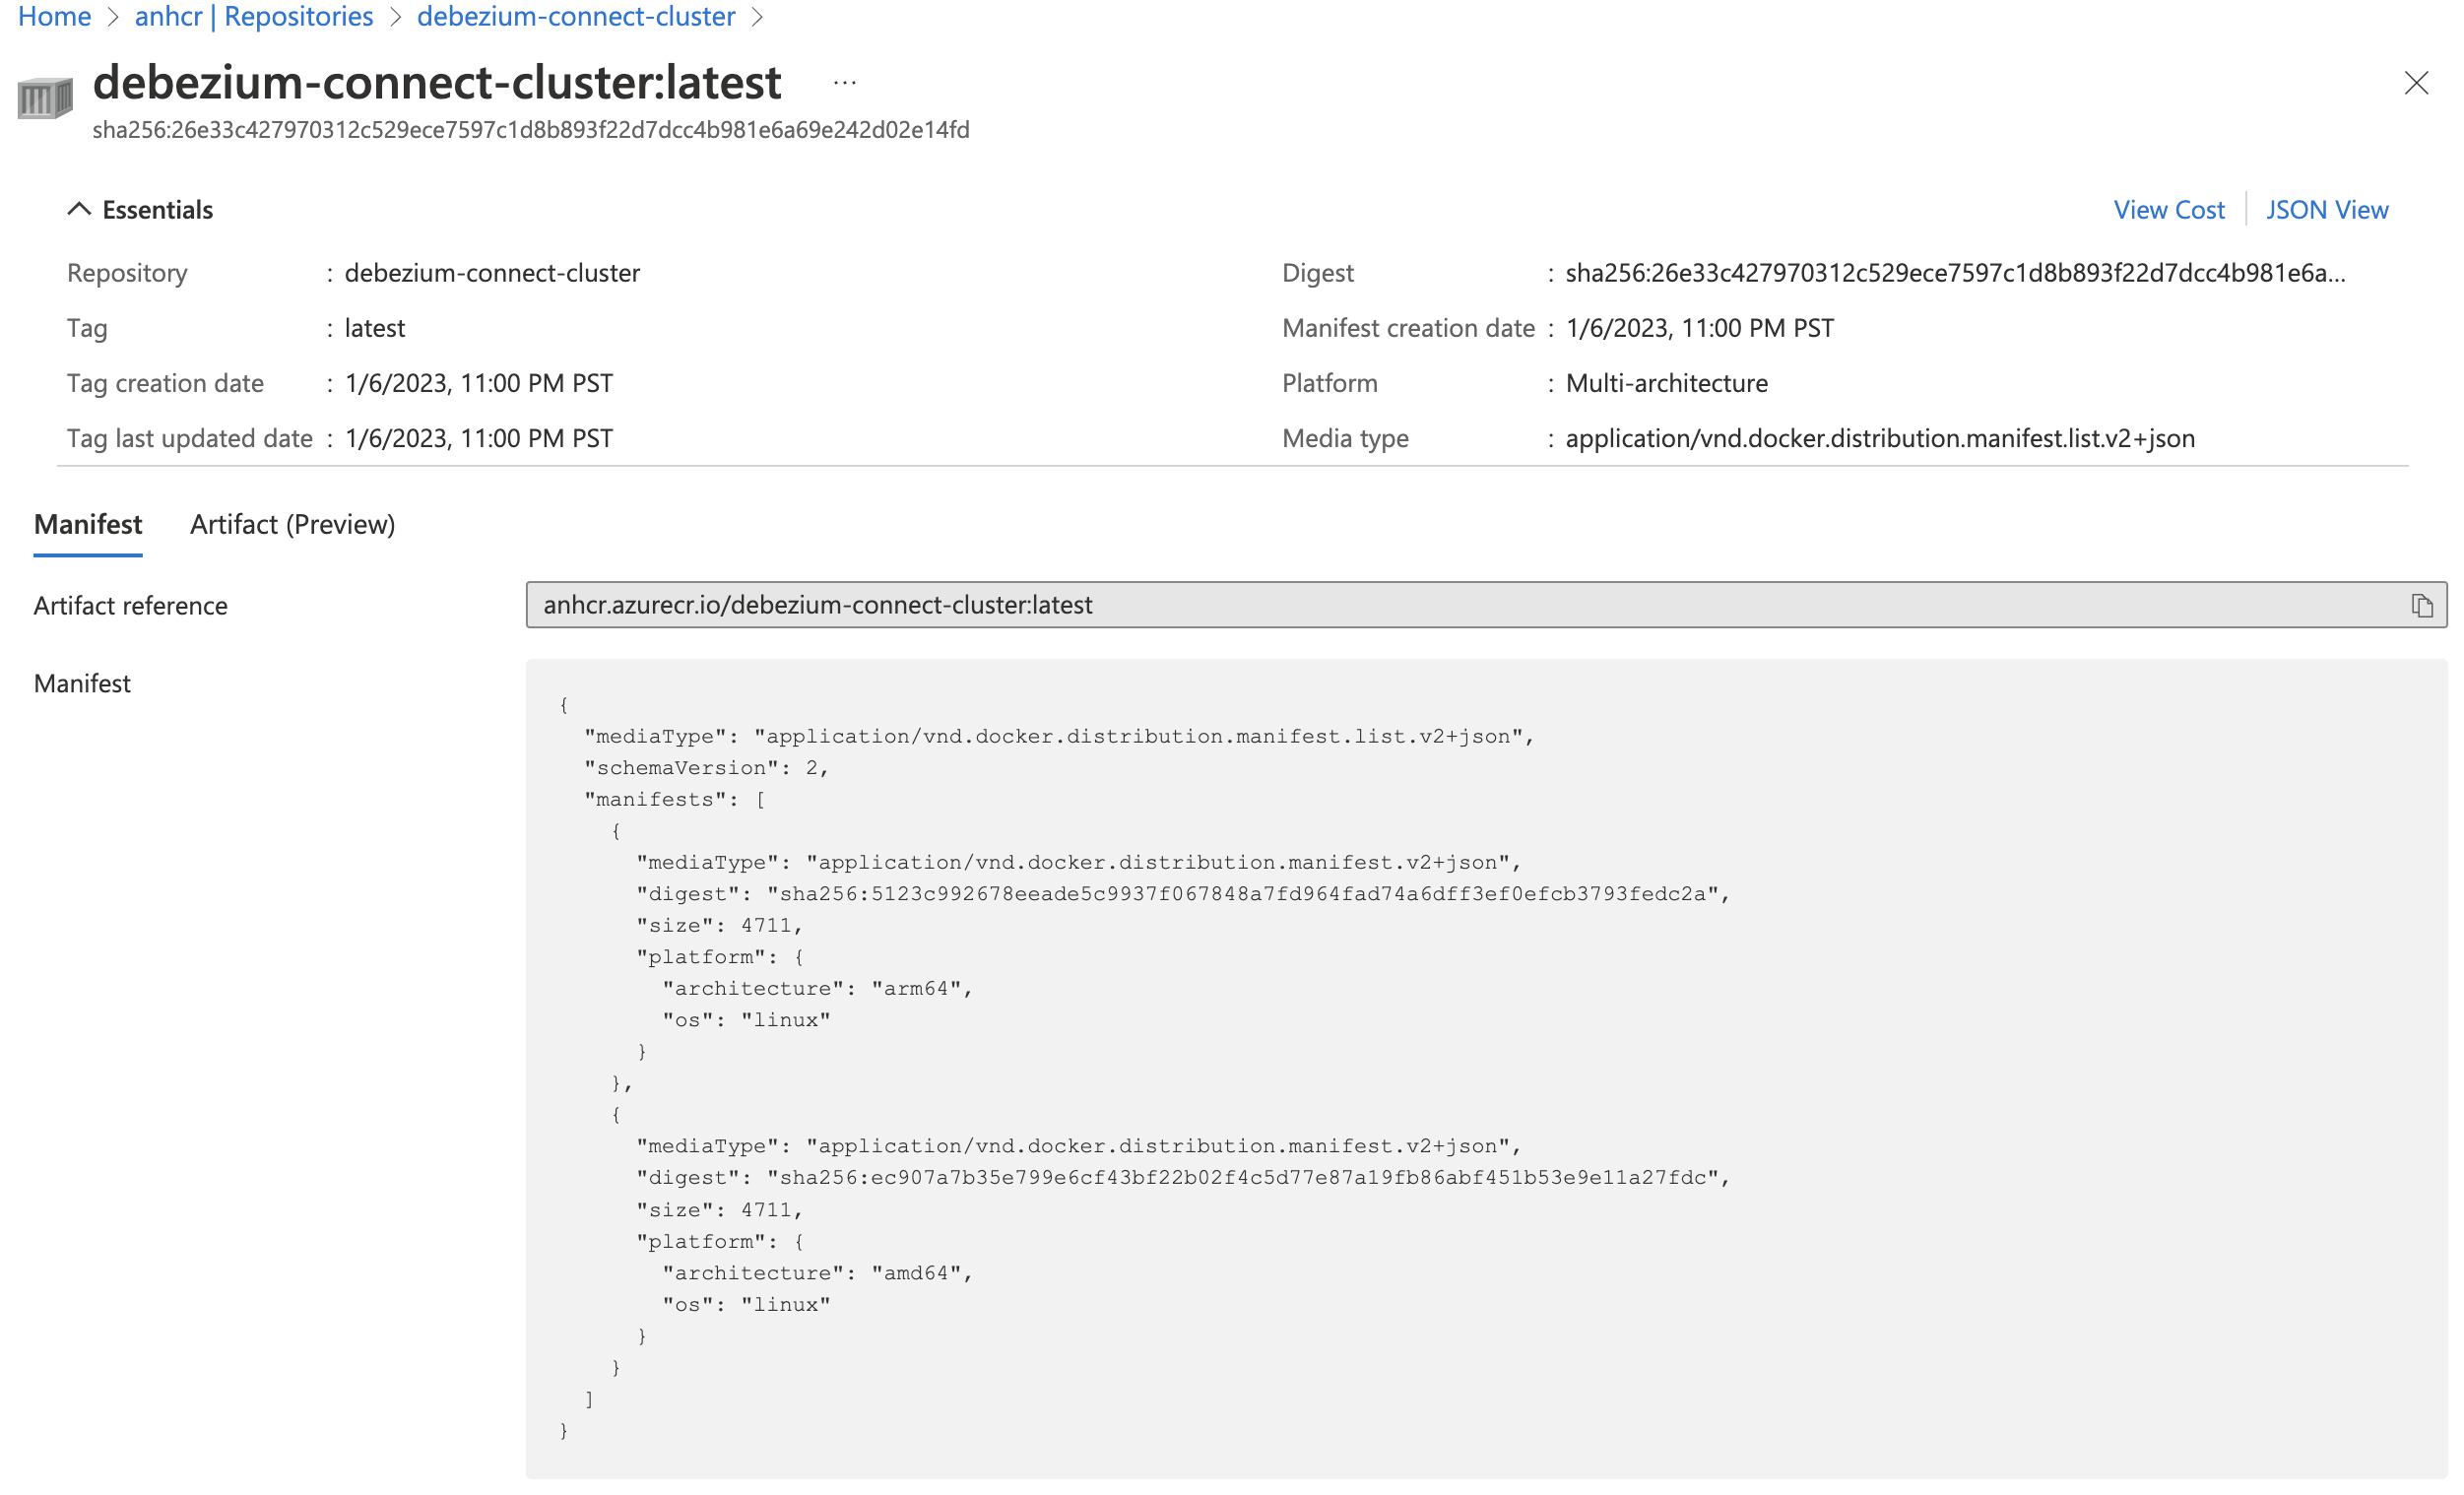 Home > anhcr | Repositories > debezium-connect-cluster >
debezium-connect-cluster:latest ...
sha256:26e33c427970312c529ece7597c1d8b893f22d7dcc4b981e6a69e242d02e14fd
Essentials
View Cost
JSON View
Repository : debezium-connect-cluster
Tag : latest
Tag creation date : 1/6/2023, 11:00 PM PST
Tag last updated date : 1/6/2023, 11:00 PM PST
Digest : sha256:26e33c427970312c529ece7597c1d8b893f22d7dcc4b981e6a...
Manifest creation date : 1/6/2023, 11:00 PM PST
Platform : Multi-architecture
Media type : application/vnd.docker.distribution.manifest.list.v2+json
Manifest
Artifact (Preview)
Artifact reference
anhcr.azurecr.io/debezium-connect-cluster:latest
Manifest
{
  "mediaType": "application/vnd.docker.distribution.manifest.list.v2+json",
  "schemaVersion": 2,
  "manifests": [
    {
      "mediaType": "application/vnd.docker.distribution.manifest.v2+json",
      "digest": "sha256:5123c992678eeade5c9937f067848a7fd964fad74a6dff3ef0efcb3793fedc2a",
      "size": 4711,
      "platform": {
        "architecture": "arm64",
        "os": "linux"
      }
    },
    {
      "mediaType": "application/vnd.docker.distribution.manifest.v2+json",
      "digest": "sha256:ec907a7b35e799e6cf43bf22b02f4c5d77e87a19fb86abf451b53e9e11a27fdc",
      "size": 4711,
      "platform": {
        "architecture": "amd64",
        "os": "linux"
      }
    }
  ]
}